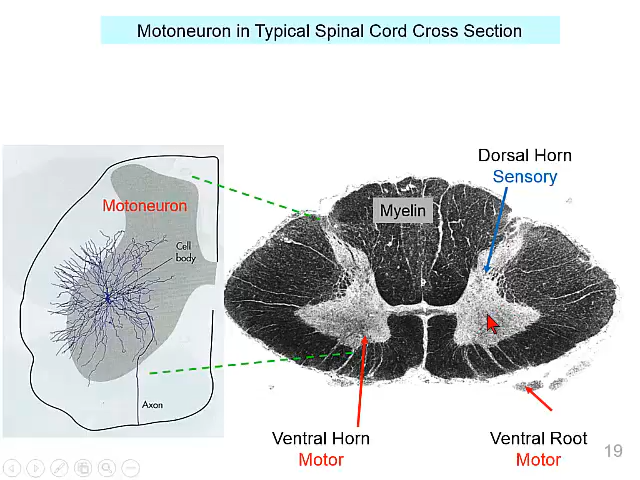 Motoneuron in Typical Spinal Cord Cross Section
Dorsal Horn
Sensory
Motoneuron
Myelin
Cell
body
Axon
Ventral Horn
Motor
Ventral Root
Motor
19